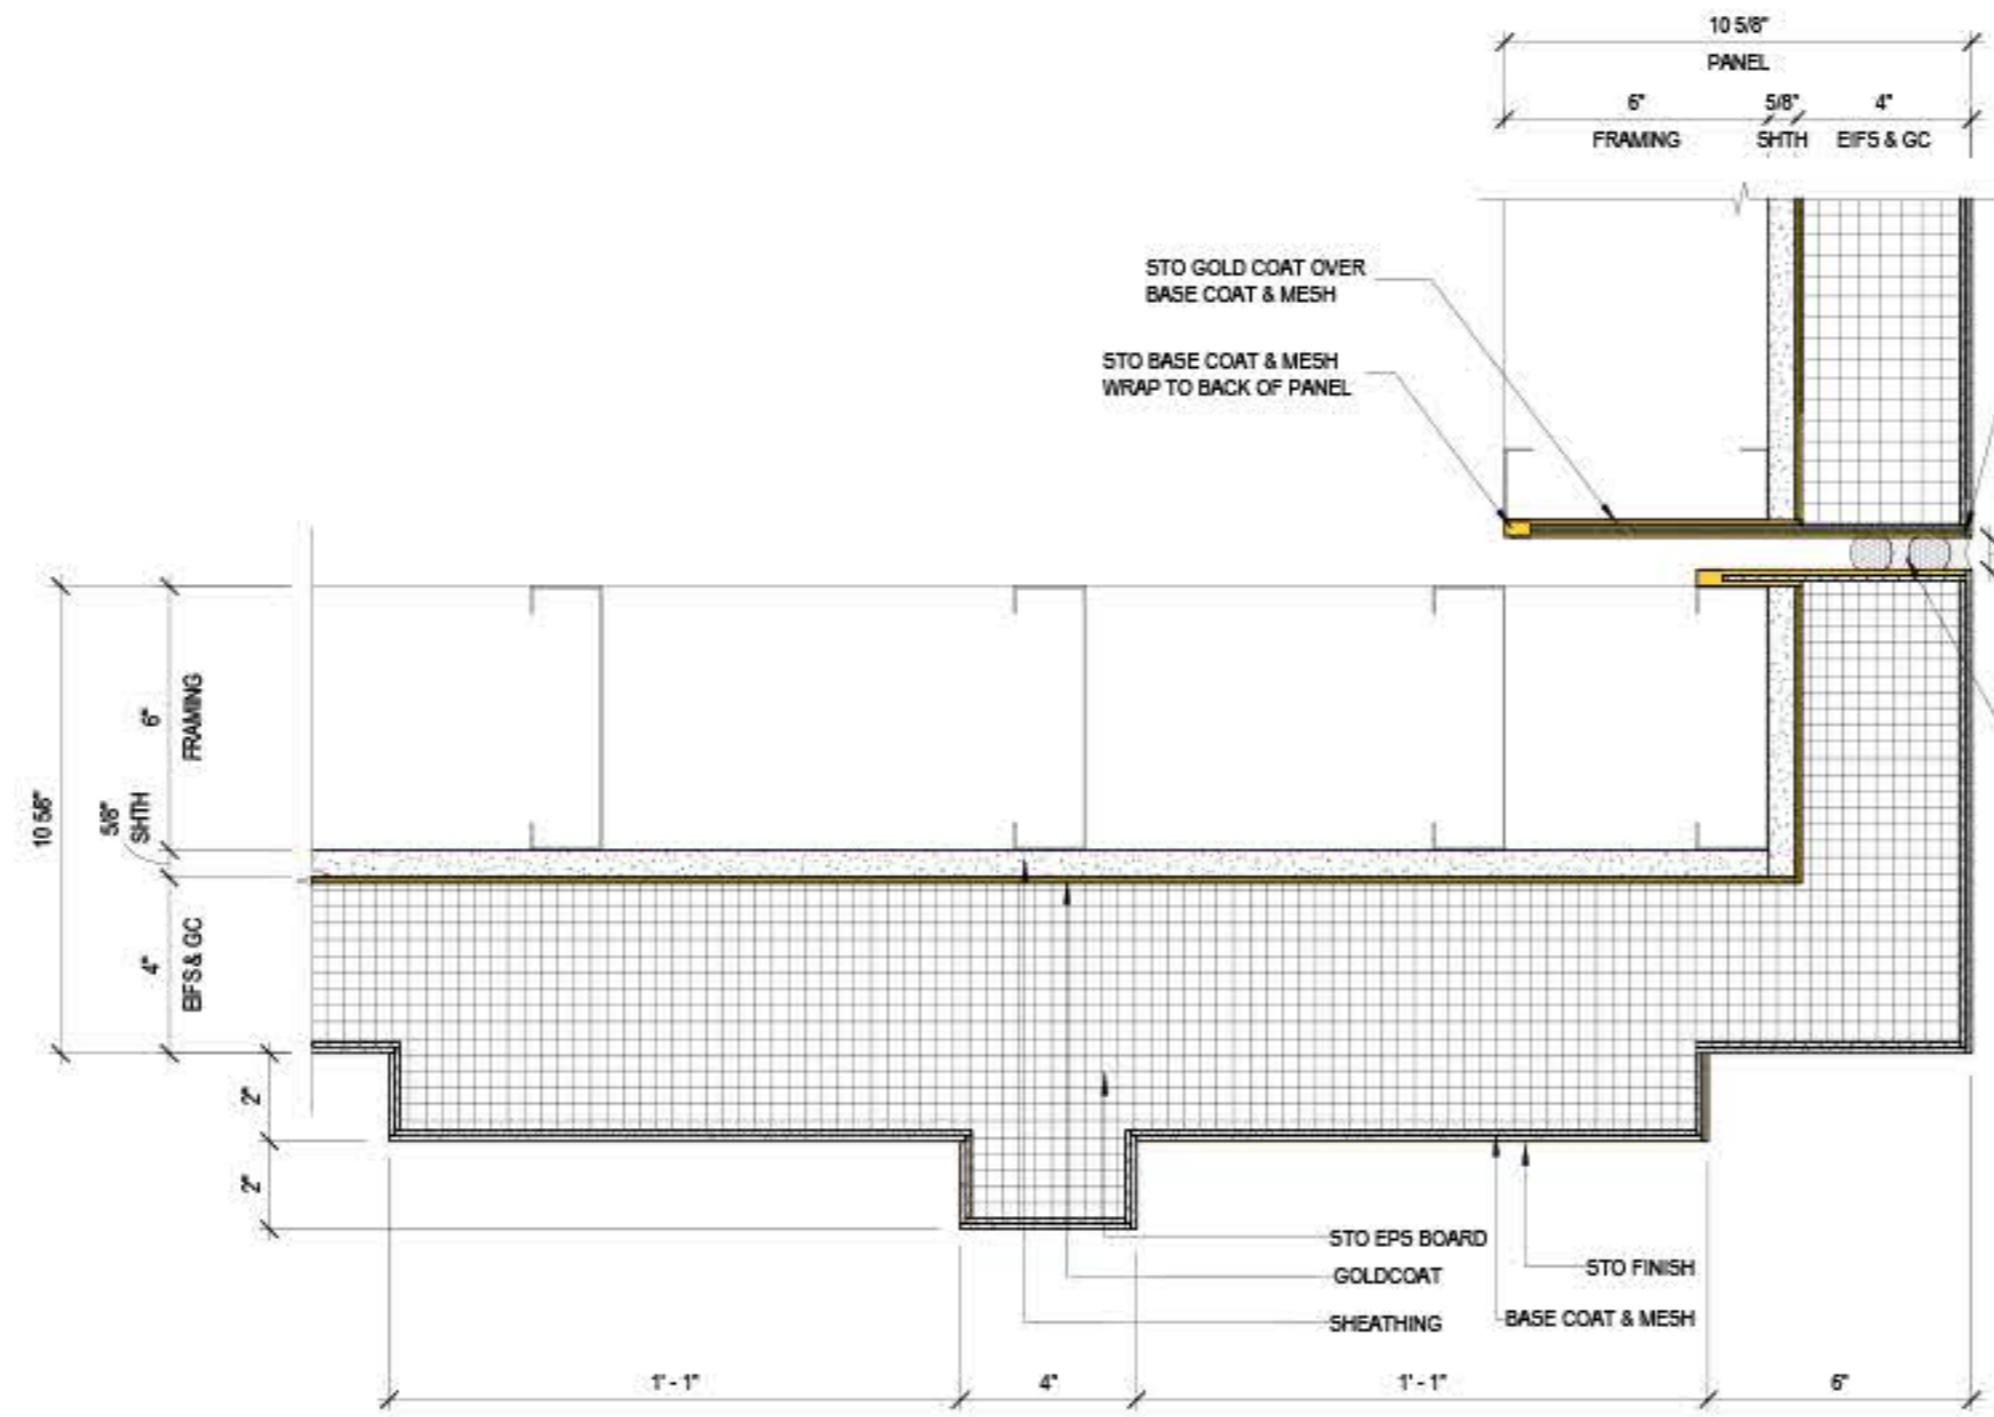 10 5/8"
PANEL
6"
5/8"
4"
FRAMING
SHTH
EIFS & GC
STO GOLD COAT OVER
BASE COAT & MESH
STO BASE COAT & MESH
WRAP TO BACK OF PANEL
10 5/8"
6"
FRAMING
5/8"
SHTH
4"
EIFS & GC
2"
2"
STO EPS BOARD
GOLDCOAT
SHEATHING
STO FINISH
BASE COAT & MESH
1' - 1"
4"
1' - 1"
6"